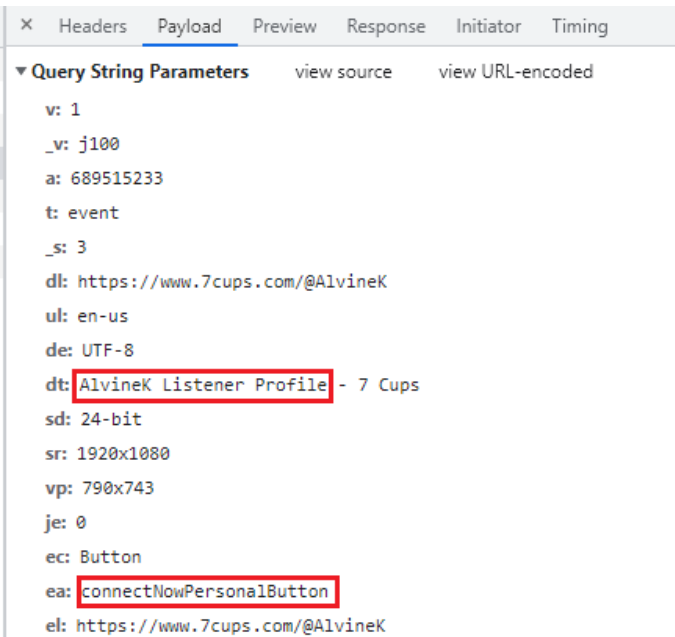 × Headers Payload Preview Response Initiator Timing
▼ Query String Parameters view source view URL-encoded
v: 1
_v: j100
a: 689515233
t: event
_s: 3
dl: https://www.7cups.com/@AlvineK
ul: en-us
de: UTF-8
dt: AlvineK Listener Profile - 7 Cups
sd: 24-bit
sr: 1920x1080
vp: 790x743
je: 0
ec: Button
ea: connectNowPersonalButton
el: https://www.7cups.com/@AlvineK